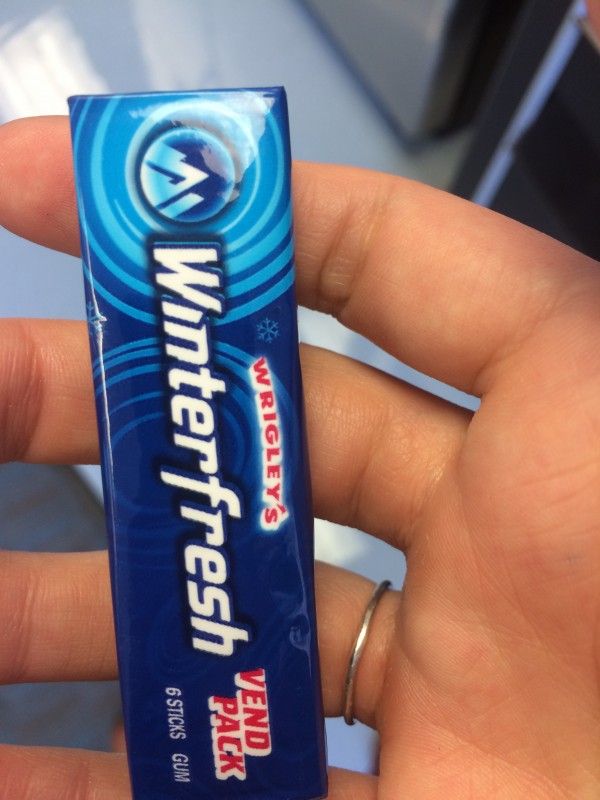 WRIGLEY'S
Winterfresh
VEND
PACK
6 STICKS GUM